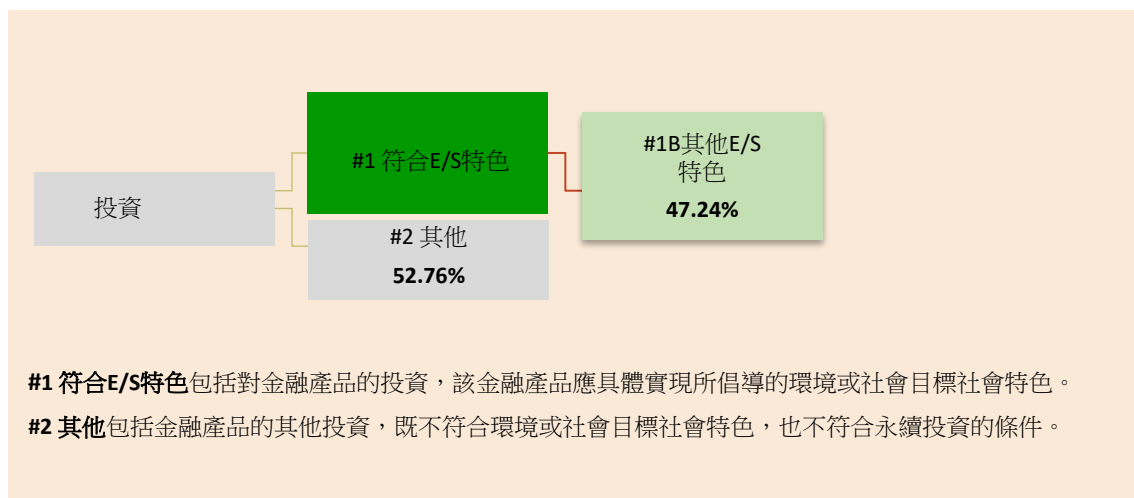 投資
#1 符合E/S特色
#1B其他E/S
特色
47.24%
#2 其他
52.76%
#1 符合E/S特色包括對金融產品的投資，該金融產品應具體實現所倡導的環境或社會目標社會特色。
#2 其他包括金融產品的其他投資，既不符合環境或社會目標社會特色，也不符合永續投資的條件。